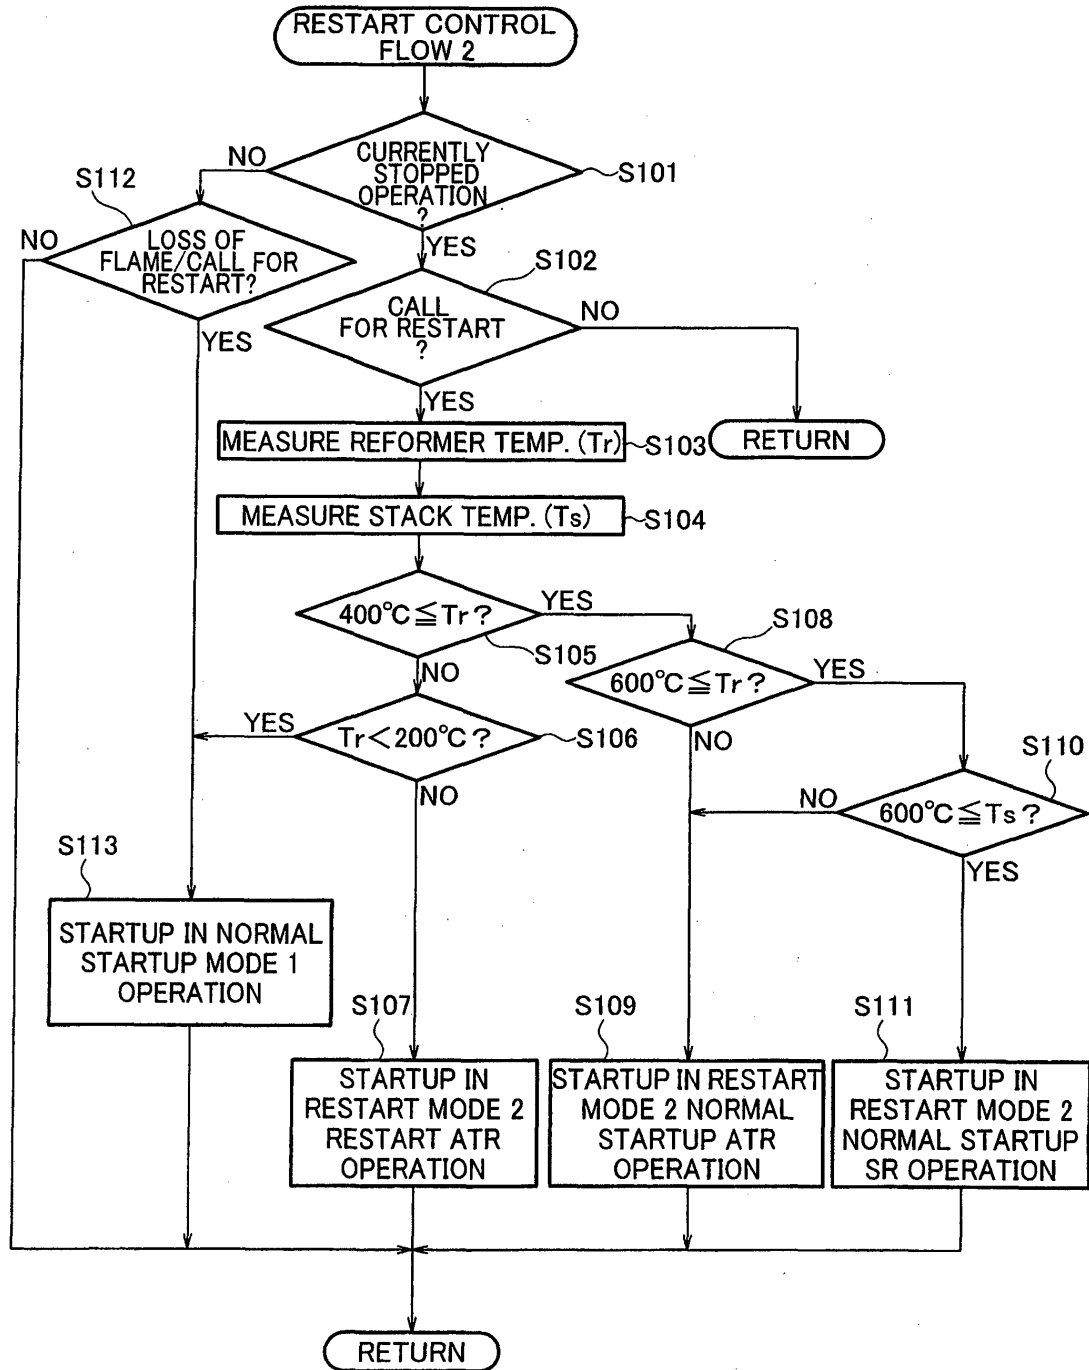 RESTART CONTROL
FLOW 2
CURRENTLY
STOPPED
OPERATION
?
S101
NO
YES
S112
LOSS OF
FLAME/CALL FOR
RESTART?
NO
YES
S102
CALL
FOR RESTART
?
NO
YES
RETURN
MEASURE REFORMER TEMP. (Tr)
S103
MEASURE STACK TEMP. (Ts)
S104
400°C≦Tr?
YES
S105
NO
S108
600°C≦Tr?
YES
NO
Tr<200°C?
YES
S106
NO
S110
600°C≦Ts?
NO
YES
S113
STARTUP IN NORMAL
STARTUP MODE 1
OPERATION
S107
STARTUP IN
RESTART MODE 2
RESTART ATR
OPERATION
S109
STARTUP IN RESTART
MODE 2 NORMAL
STARTUP ATR
OPERATION
S111
STARTUP IN
RESTART MODE 2
NORMAL STARTUP
SR OPERATION
RETURN